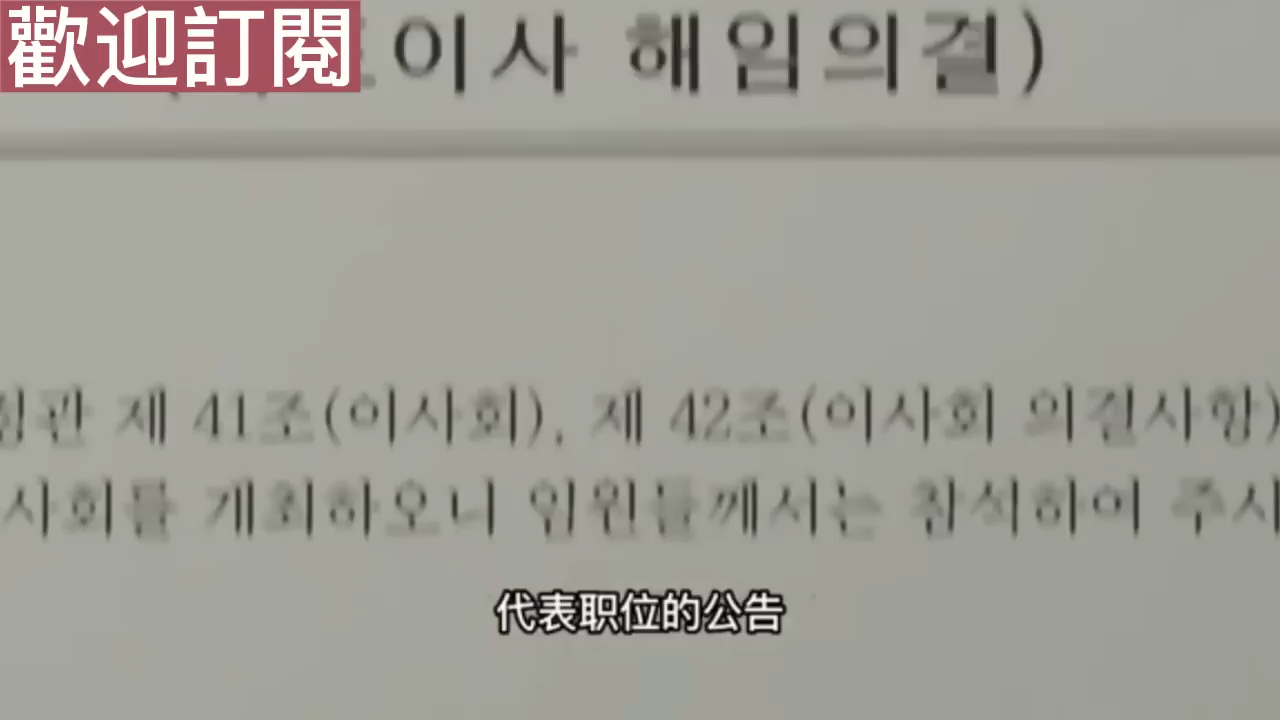 歡迎訂閱
이사 해임의결)
정관 제 41조(이사회), 제 42조(이사회 의결사항)
사회를 개최하오니 임원들께서는 참석하여 주시
代表职位的公告